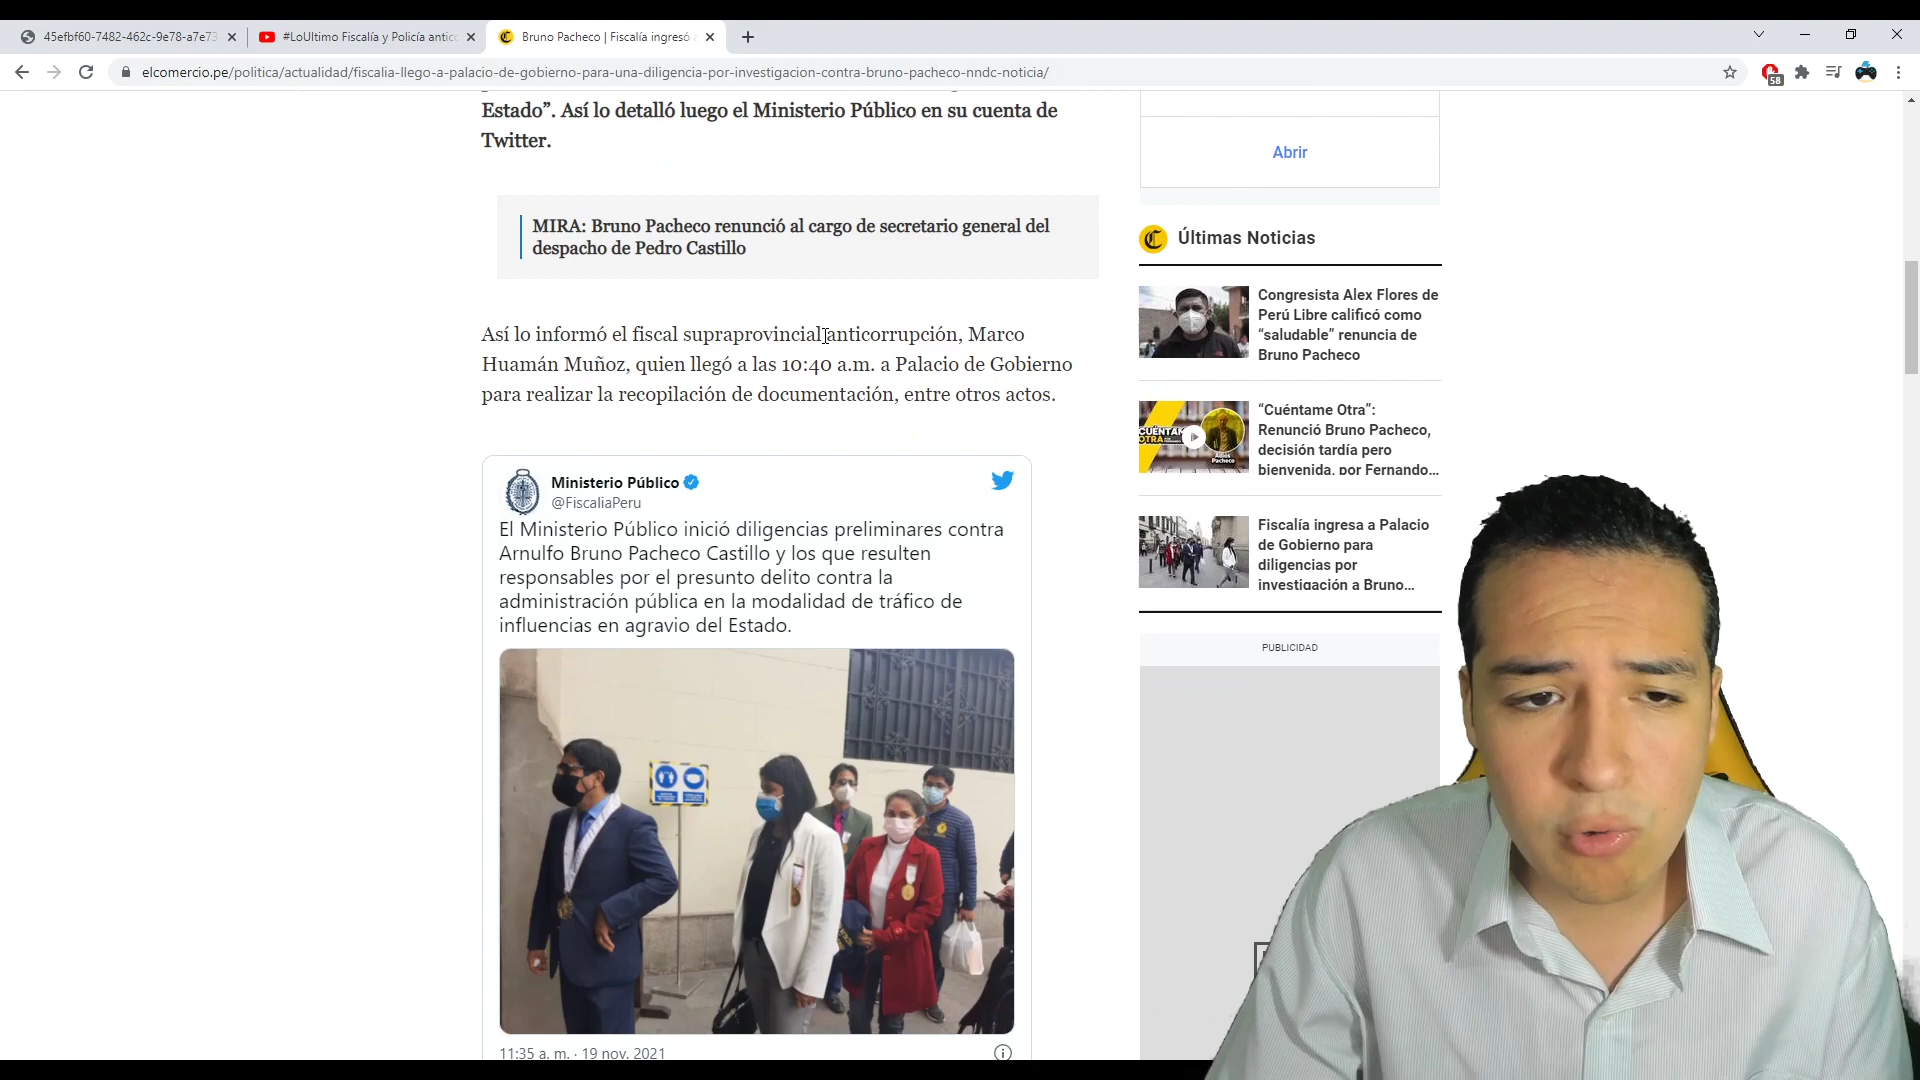 45efbf60-7482-462c-9e78-a7e73
#LoUltimo Fiscalía y Policía antico
Bruno Pacheco | Fiscalía ingresó a
elcomercio.pe/politica/actualidad/fiscalia-llego-a-palacio-de-gobierno-para-una-diligencia-por-investigacion-contra-bruno-pacheco-nndc-noticia/
58
Estado”. Así lo detalló luego el Ministerio Público en su cuenta de
Twitter.
MIRA: Bruno Pacheco renunció al cargo de secretario general del
despacho de Pedro Castillo
Así lo informó el fiscal supraprovincial anticorrupción, Marco
Huamán Muñoz, quien llegó a las 10:40 a.m. a Palacio de Gobierno
para realizar la recopilación de documentación, entre otros actos.
Ministerio Público
@FiscaliaPeru
El Ministerio Público inició diligencias preliminares contra
Arnulfo Bruno Pacheco Castillo y los que resulten
responsables por el presunto delito contra la
administración pública en la modalidad de tráfico de
influencias en agravio del Estado.
11:35 a. m. · 19 nov. 2021
Abrir
Últimas Noticias
Congresista Alex Flores de
Perú Libre calificó como
“saludable” renuncia de
Bruno Pacheco
CUÉNTAME
OTRA
Adiós
Pacheco
“Cuéntame Otra”:
Renunció Bruno Pacheco,
decisión tardía pero
bienvenida, por Fernando...
Fiscalía ingresa a Palacio
de Gobierno para
diligencias por
investigación a Bruno...
PUBLICIDAD